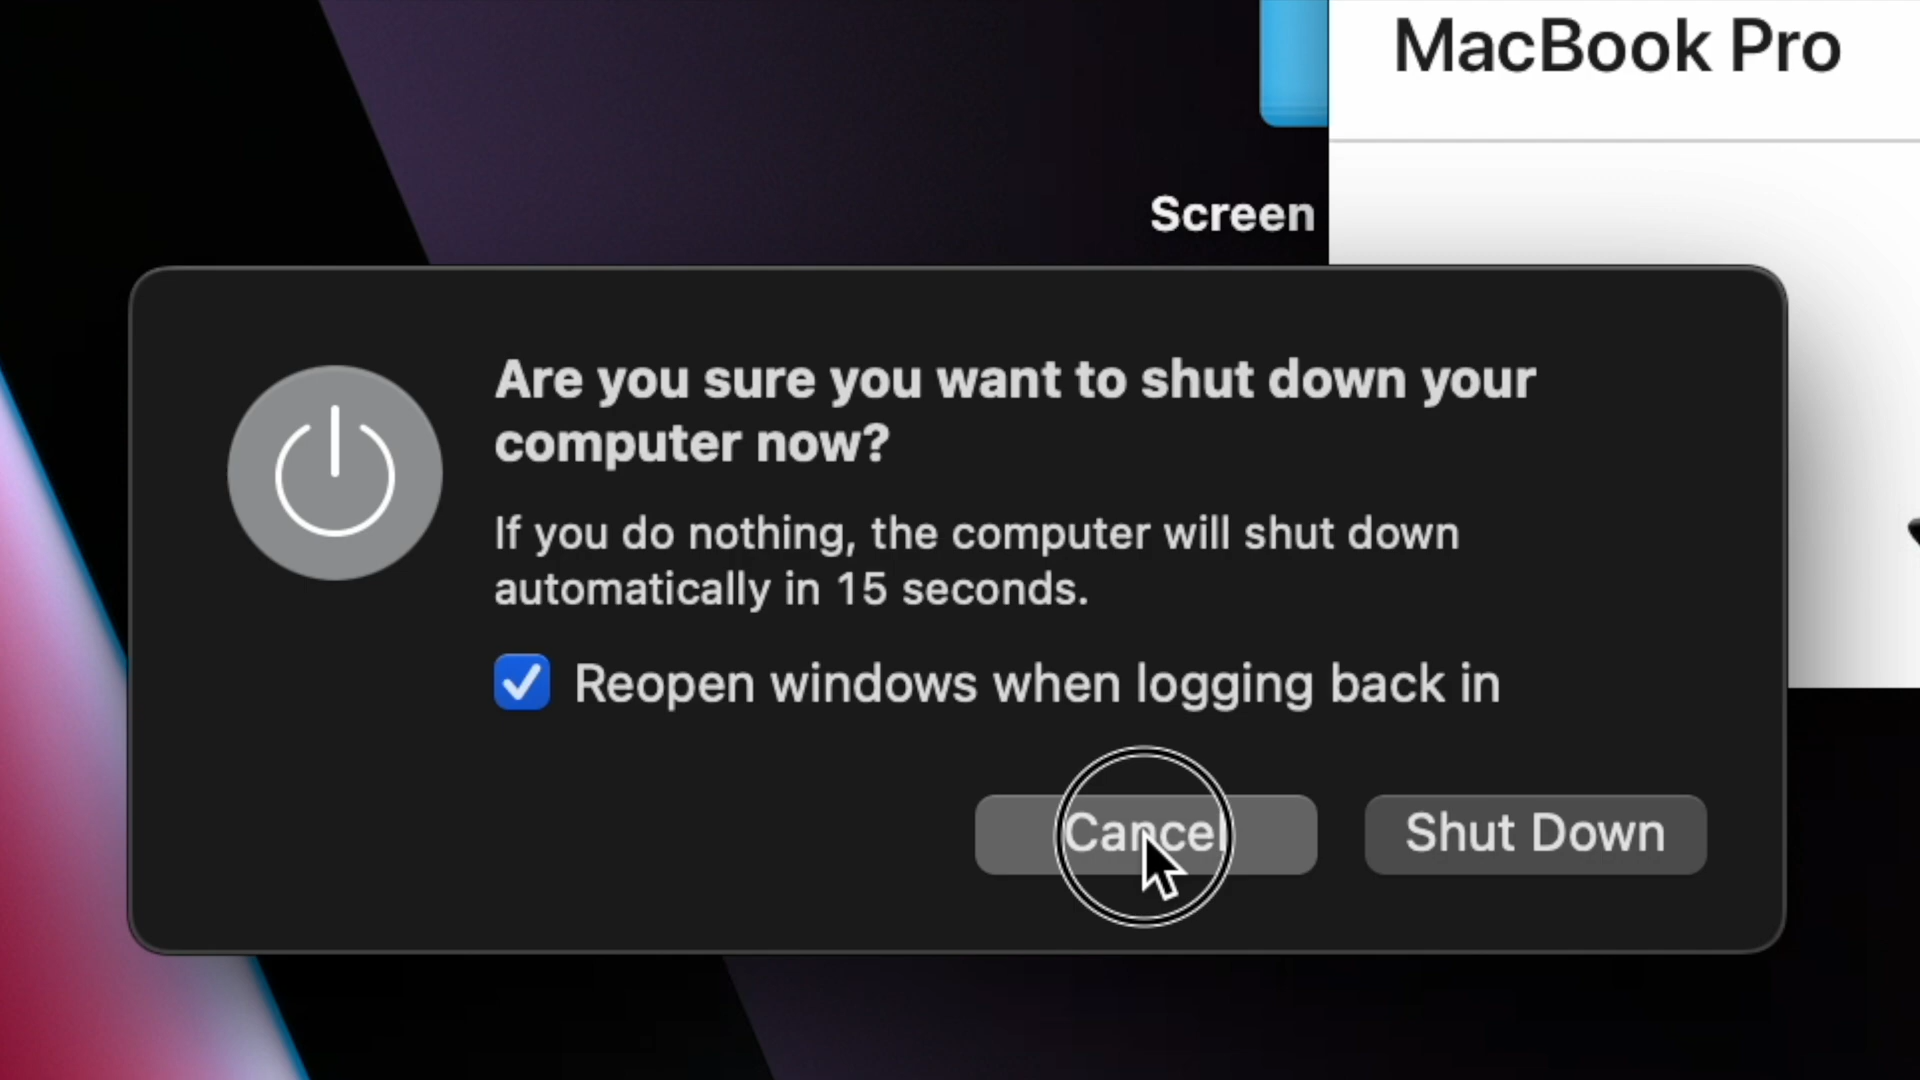 MacBook Pro
Screen
Are you sure you want to shut down your
computer now?
If you do nothing, the computer will shut down
automatically in 15 seconds.
Reopen windows when logging back in
Cancel
Shut Down